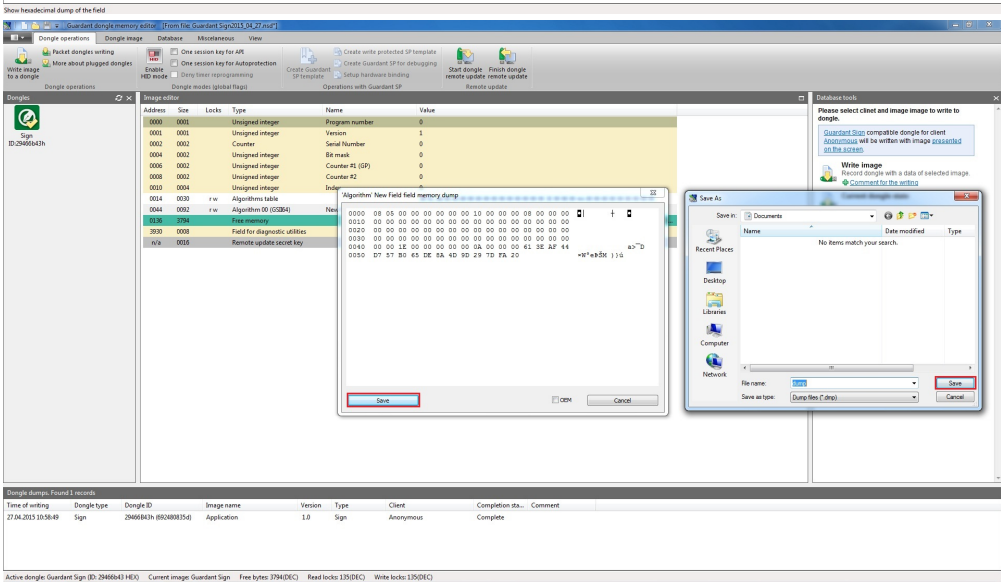 Show hexadecimal dump of the field
Guardant dongle memory editor [From file: Guardant Sign2015_04_27.nsd*]
Dongle operations Dongle image Database Miscelaneous View
Write image to a dongle
Packet dongles writing
More about plugged dongles
Dongle operations
Enable HID mode
One session key for API
One session key for Autoprotection
Deny timer reprogramming
Dongle modes (global flags)
Create Guardant SP template
Create write protected SP template
Create Guardant SP for debugging
Setup hardware binding
Operations with Guardant SP
Start dongle remote update
Finish dongle remote update
Remote update
Dongles
Sign
ID:29466b43h
Image editor
Address Size Locks Type Name Value
0000 0001 Unsigned integer Program number 0
0001 0001 Unsigned integer Version 1
0002 0002 Counter Serial Number 0
0004 0002 Unsigned integer Bit mask 0
0006 0002 Unsigned integer Counter #1 (GP) 0
0008 0002 Unsigned integer Counter #2 0
0010 0004 Unsigned integer Index
0014 0030 r w Algorithms table
0044 0092 r w Algorithm 00 (GSII64) New
0136 3794 Free memory
3930 0008 Field for diagnostic utilities
n/a 0016 Remote update secret key
'Algorithm' New Field field memory dump
0000 08 05 00 00 00 00 00 00 10 00 00 00 08 00 00 00
0010 00 00 00 00 00 00 00 00 00 00 00 00 00 00 00 00
0020 00 00 00 00 00 00 00 00 00 00 00 00 00 00 00 00
0030 00 00 00 00 00 00 00 00 00 00 00 00 00 00 00 00
0040 00 00 1E 00 00 00 00 00 0A 00 00 00 61 3E AF 44 a>¯D
0050 D7 57 B0 65 DE 8A 4D 9D 29 7D FA 20 ×W°eÞŠM )}ú
Save OEM Cancel
Save As
Save in: Documents
Name Date modified Type
No items match your search.
Recent Places
Desktop
Libraries
Computer
Network
File name: dump Save
Save as type: Dump files (*.dmp) Cancel
Database tools
Please select clinet and image image to write to dongle.
Guardant Sign compatible dongle for client
Anonymous will be written with image presented
on the screen.
Write image
Record dongle with a data of selected image.
Comment for the writing
Dongle dumps. Found 1 records
Time of writing Dongle type Dongle ID Image name Version Type Client Completion sta... Comment
27.04.2015 10:58:49 Sign 29466B43h (692480835d) Application 1.0 Sign Anonymous Complete
Active dongle: Guardant Sign (ID: 29466b43 HEX) Current image: Guardant Sign Free bytes: 3794(DEC) Read locks: 135(DEC) Write locks: 135(DEC)